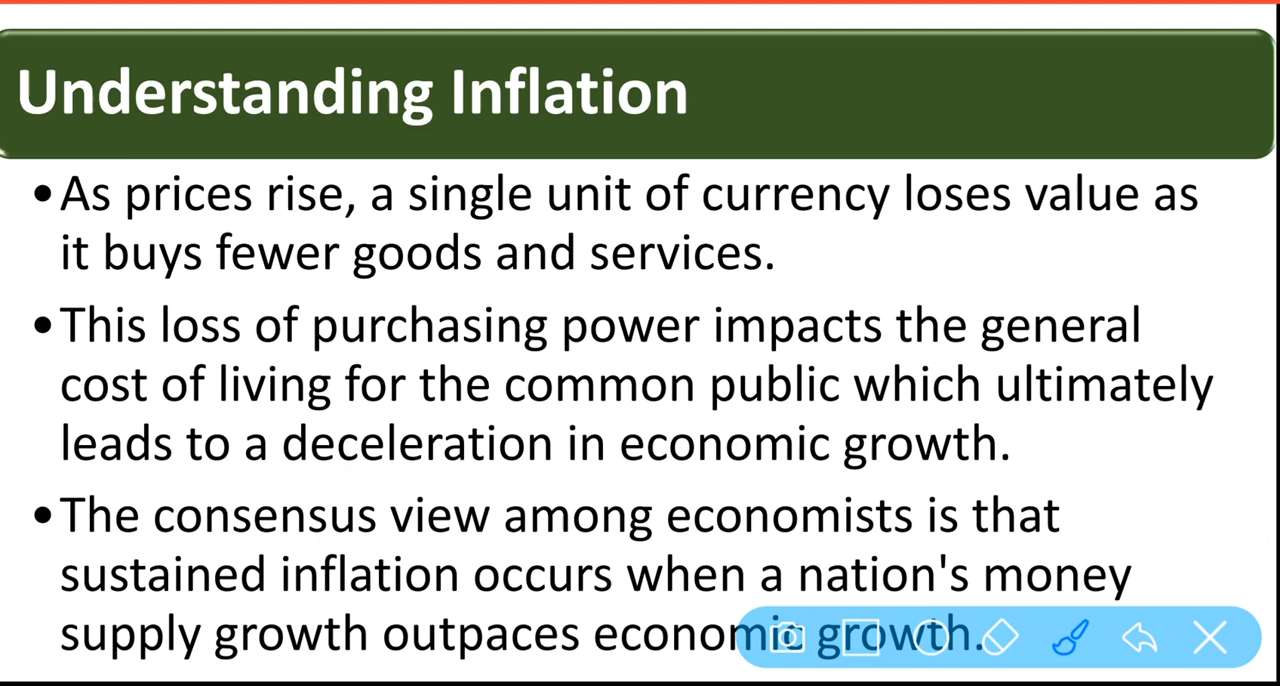 Understanding Inflation
•As prices rise, a single unit of currency loses value as
it buys fewer goods and services.
•This loss of purchasing power impacts the general
cost of living for the common public which ultimately
leads to a deceleration in economic growth.
•The consensus view among economists is that
sustained inflation occurs when a nation's money
supply growth outpaces economic growth.